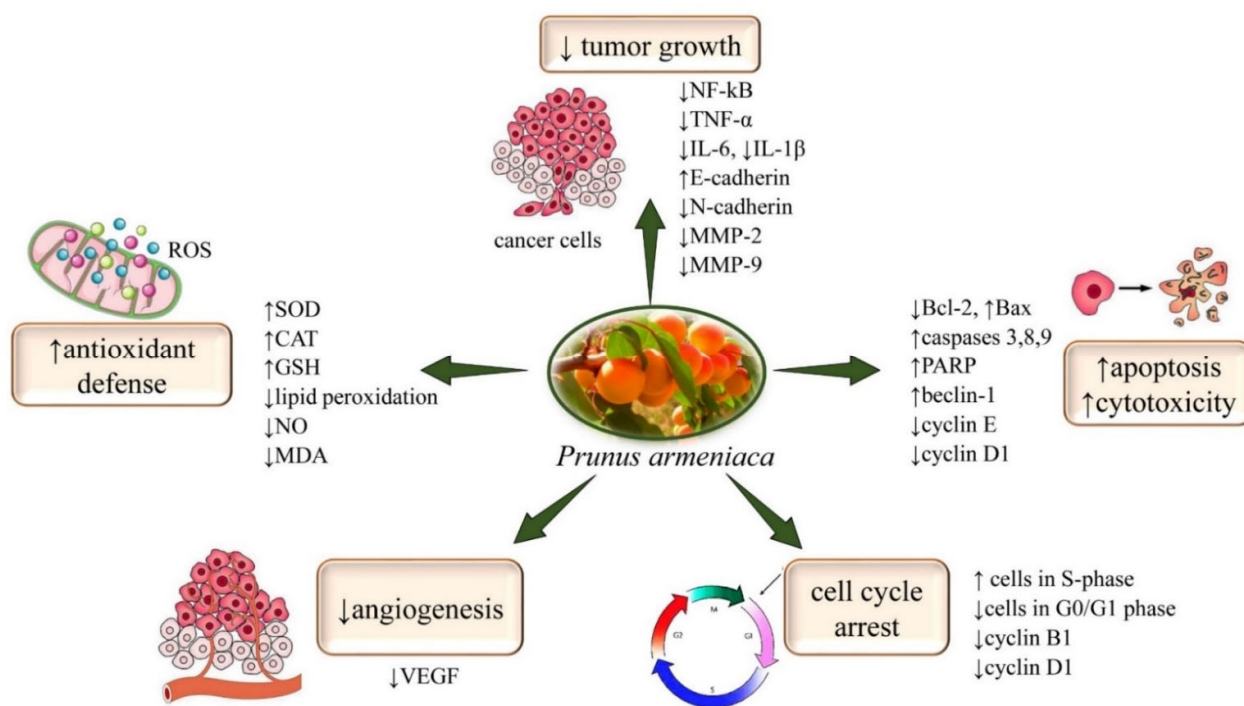 ↓ tumor growth
↓NF-kB
↓TNF-α
↓IL-6, ↓IL-1β
↑E-cadherin
↓N-cadherin
↓MMP-2
↓MMP-9
cancer cells
ROS
↑antioxidant
defense
↑SOD
↑CAT
↑GSH
↓lipid peroxidation
↓NO
↓MDA
Prunus armeniaca
↓Bcl-2, ↑Bax
↑caspases 3,8,9
↑PARP
↑beclin-1
↓cyclin E
↓cyclin D1
↑apoptosis
↑cytotoxicity
↓angiogenesis
↓VEGF
M
G2
G1
S
cell cycle
arrest
↑ cells in S-phase
↓cells in G0/G1 phase
↓cyclin B1
↓cyclin D1